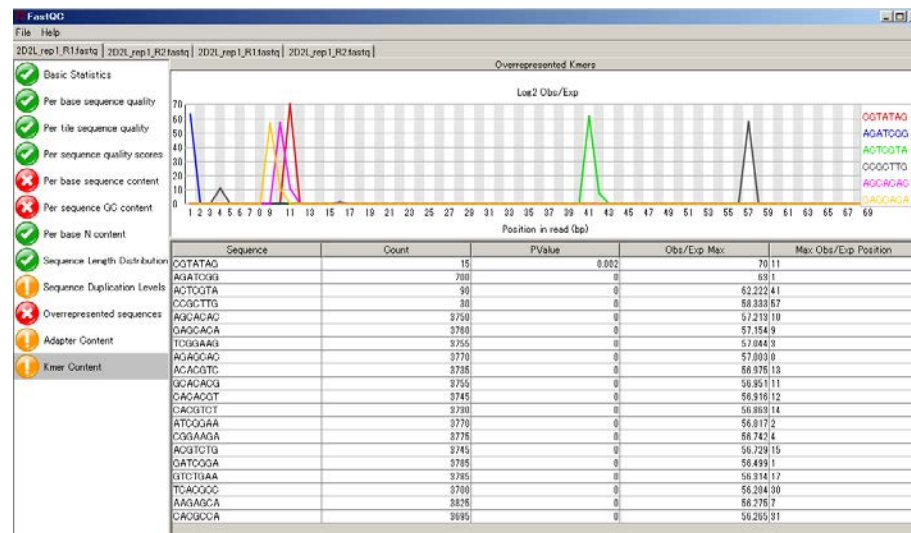 FastQC
File Help
2D2L_rep1_R1.fastq 2D2L_rep1_R2.fastq 2D2L_rep1_R1.fastq 2D2L_rep1_R2.fastq
Basic Statistics
Per base sequence quality
Per tile sequence quality
Per sequence quality scores
Per base sequence content
Per sequence GC content
Per base N content
Sequence Length Distribution
Sequence Duplication Levels
Overrepresented sequences
Adapter Content
Kmer Content
Overrepresented Kmers
Log2 Obs/Exp
70
60
50
40
30
20
10
0
CGTATAG
AGATCGG
ACTCGTA
CCGCTTG
AGCACAC
GAGCACA
1 2 3 4 5 6 7 8 9 11 13 15 17 19 21 23 25 27 29 31 33 35 37 39 41 43 45 47 49 51 53 55 57 59 61 63 65 67 69
Position in read (bp)
Sequence Count PValue Obs/Exp Max Max Obs/Exp Position
CGTATAG 15 0.002 70 11
AGATCGG 700 0 63 1
ACTCGTA 90 0 62.222 41
CCGCTTG 30 0 58.333 57
AGCACAC 3750 0 57.213 10
GAGCACA 3760 0 57.154 9
TCGGAAG 3755 0 57.044 3
AGAGCAC 3770 0 57.003 8
ACACGTC 3735 0 56.975 13
GCACACG 3755 0 56.951 11
CACACGT 3745 0 56.916 12
CACGTCT 3730 0 56.863 14
ATCGGAA 3770 0 56.817 2
CGGAAGA 3775 0 56.742 4
ACGTCTG 3745 0 56.729 15
GATCGGA 3785 0 56.499 1
GTCTGAA 3785 0 56.314 17
TCACGCC 3700 0 56.284 30
AAGAGCA 3825 0 56.275 7
CACGCCA 3695 0 56.265 31